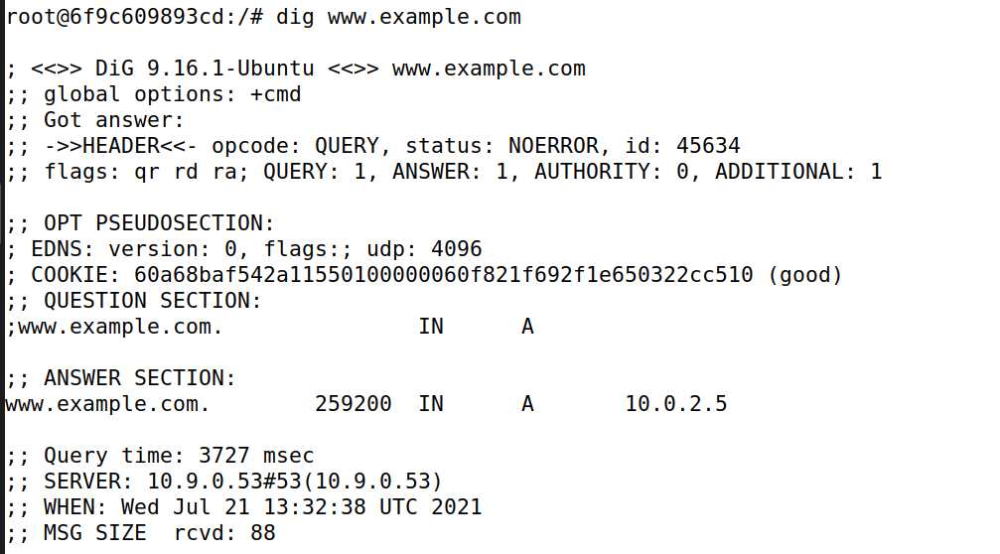 root@6f9c609893cd:/# dig www.example.com
; <<>> DiG 9.16.1-Ubuntu <<>> www.example.com
;; global options: +cmd
;; Got answer:
;; ->>HEADER<<- opcode: QUERY, status: NOERROR, id: 45634
;; flags: qr rd ra; QUERY: 1, ANSWER: 1, AUTHORITY: 0, ADDITIONAL: 1
;; OPT PSEUDOSECTION:
; EDNS: version: 0, flags:; udp: 4096
; COOKIE: 60a68baf542a11550100000060f821f692f1e650322cc510 (good)
;; QUESTION SECTION:
;www.example.com. IN A
;; ANSWER SECTION:
www.example.com. 259200 IN A 10.0.2.5
;; Query time: 3727 msec
;; SERVER: 10.9.0.53#53(10.9.0.53)
;; WHEN: Wed Jul 21 13:32:38 UTC 2021
;; MSG SIZE rcvd: 88